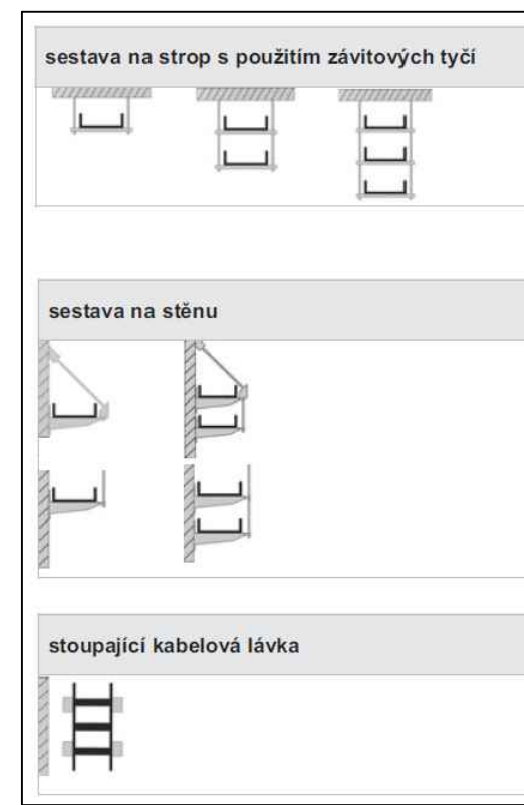 sestava na strop s použitím závitových tyčí
sestava na stěnu
stoupající kabelová lávka